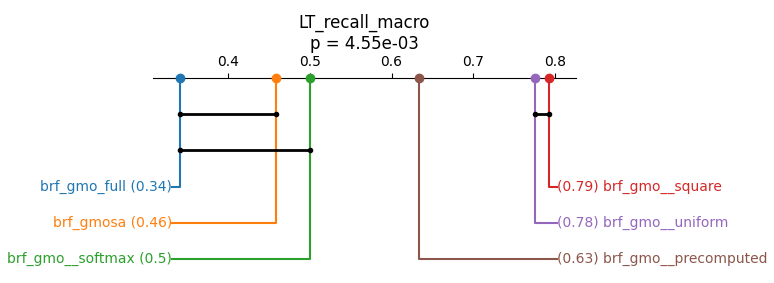 LT_recall_macro
p = 4.55e-03
0.4 0.5 0.6 0.7 0.8
brf_gmo_full (0.34) (0.79) brf_gmo__square
brf_gmosa (0.46) (0.78) brf_gmo__uniform
brf_gmo__softmax (0.5) (0.63) brf_gmo__precomputed